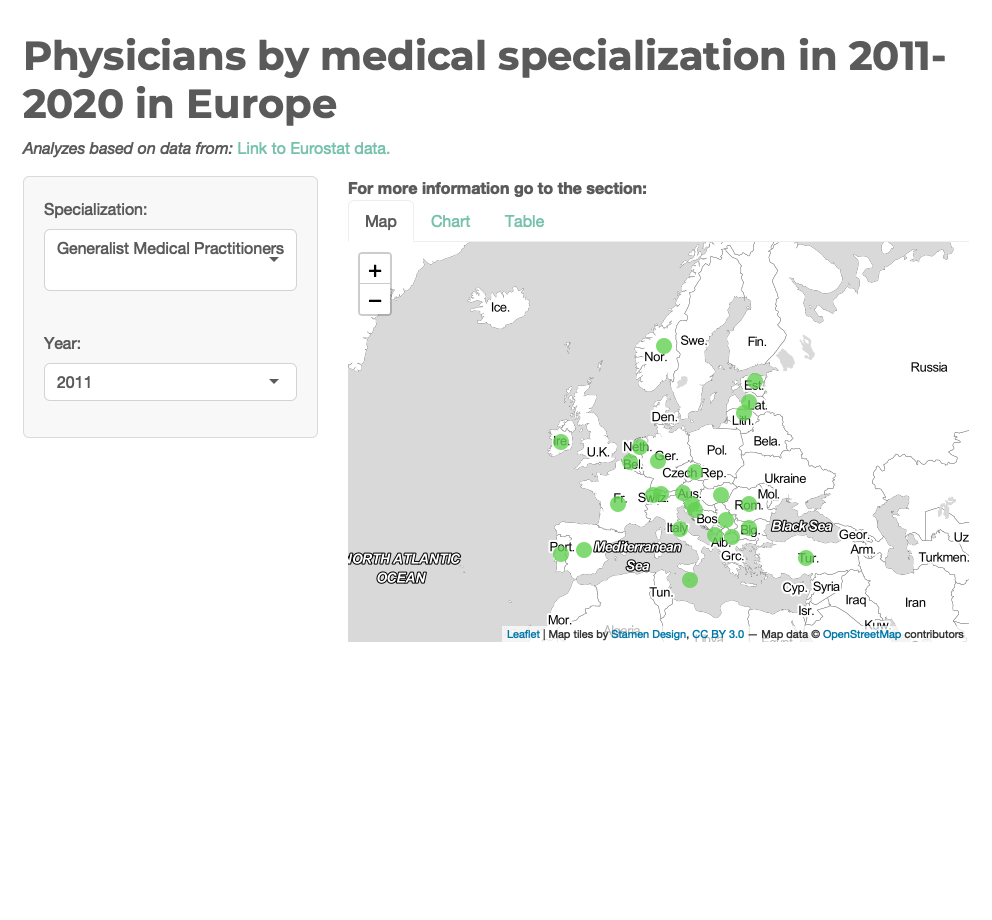 Physicians by medical specialization in 2011-
2020 in Europe
Analyzes based on data from: Link to Eurostat data.
Specialization:
Generalist Medical Practitioners
Year:
2011
For more information go to the section:
Map Chart Table
+
−
Ice.
Swe.
Fin.
Nor.
Russia
Est.
Lat.
Den.
Lith.
Ire.
Bela.
Neth.
U.K.
Pol.
Ger.
Bel.
Czech Rep.
Ukraine
Fr.
Switz.
Aus.
Mol.
Rom.
Bos.
Italy
Blg.
Black Sea
Geor.
Uz
Alb.
Port.
Mediterranean
Sea
Arm.
Grc.
NORTH ATLANTIC
OCEAN
Tur.
Turkmen.
Cyp.
Syria
Tun.
Iraq
Iran
Isr.
Mor.
Kuw.
Algeria
Leaflet | Map tiles by Stamen Design, CC BY 3.0 — Map data © OpenStreetMap contributors